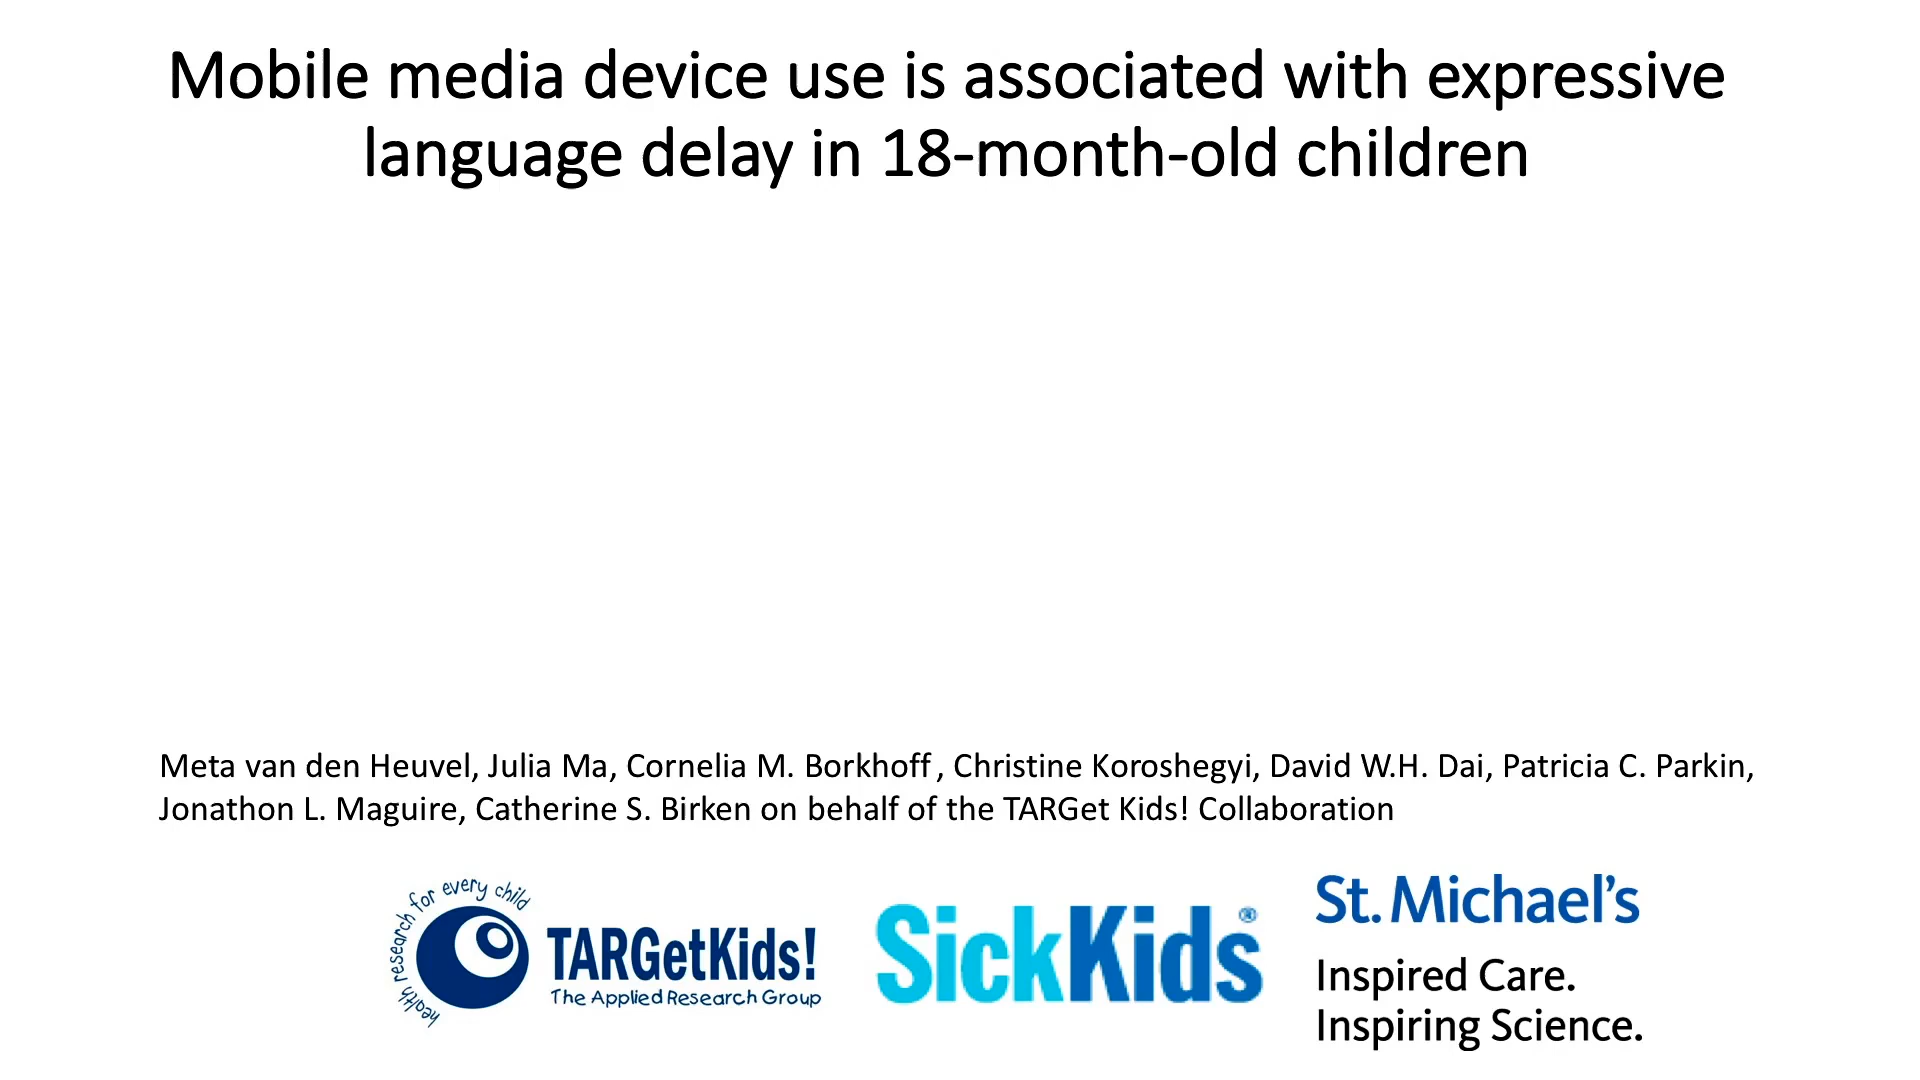 Mobile media device use is associated with expressive
language delay in 18-month-old children
Meta van den Heuvel, Julia Ma, Cornelia M. Borkhoff, Christine Koroshegyi, David W.H. Dai, Patricia C. Parkin,
Jonathon L. Maguire, Catherine S. Birken on behalf of the TARGet Kids! Collaboration
health research for every child
TARGetKids!
The Applied Research Group
SickKids®
St. Michael's
Inspired Care.
Inspiring Science.